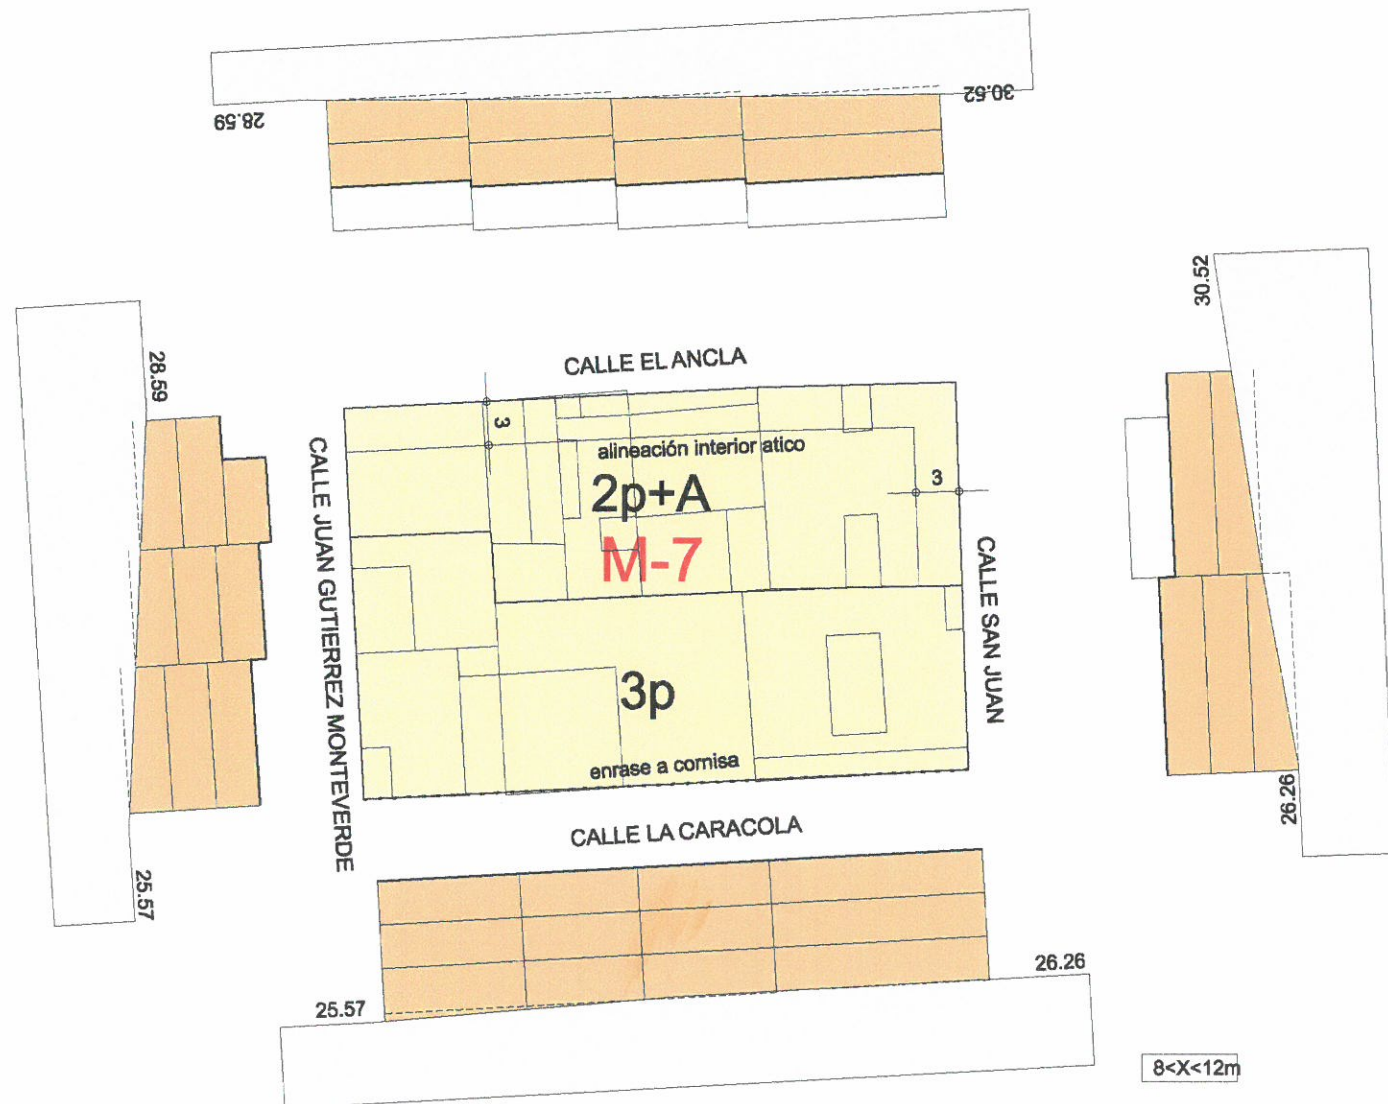 28.59
30.52
28.59
30.52
CALLE EL ANCLA
3
alineación interior atico
2p+A
3
M-7
CALLE JUAN GUTIERREZ MONTEVERDE
CALLE SAN JUAN
3p
enrase a cornisa
CALLE LA CARACOLA
26.26
25.57
25.57
26.26
8<X<12m